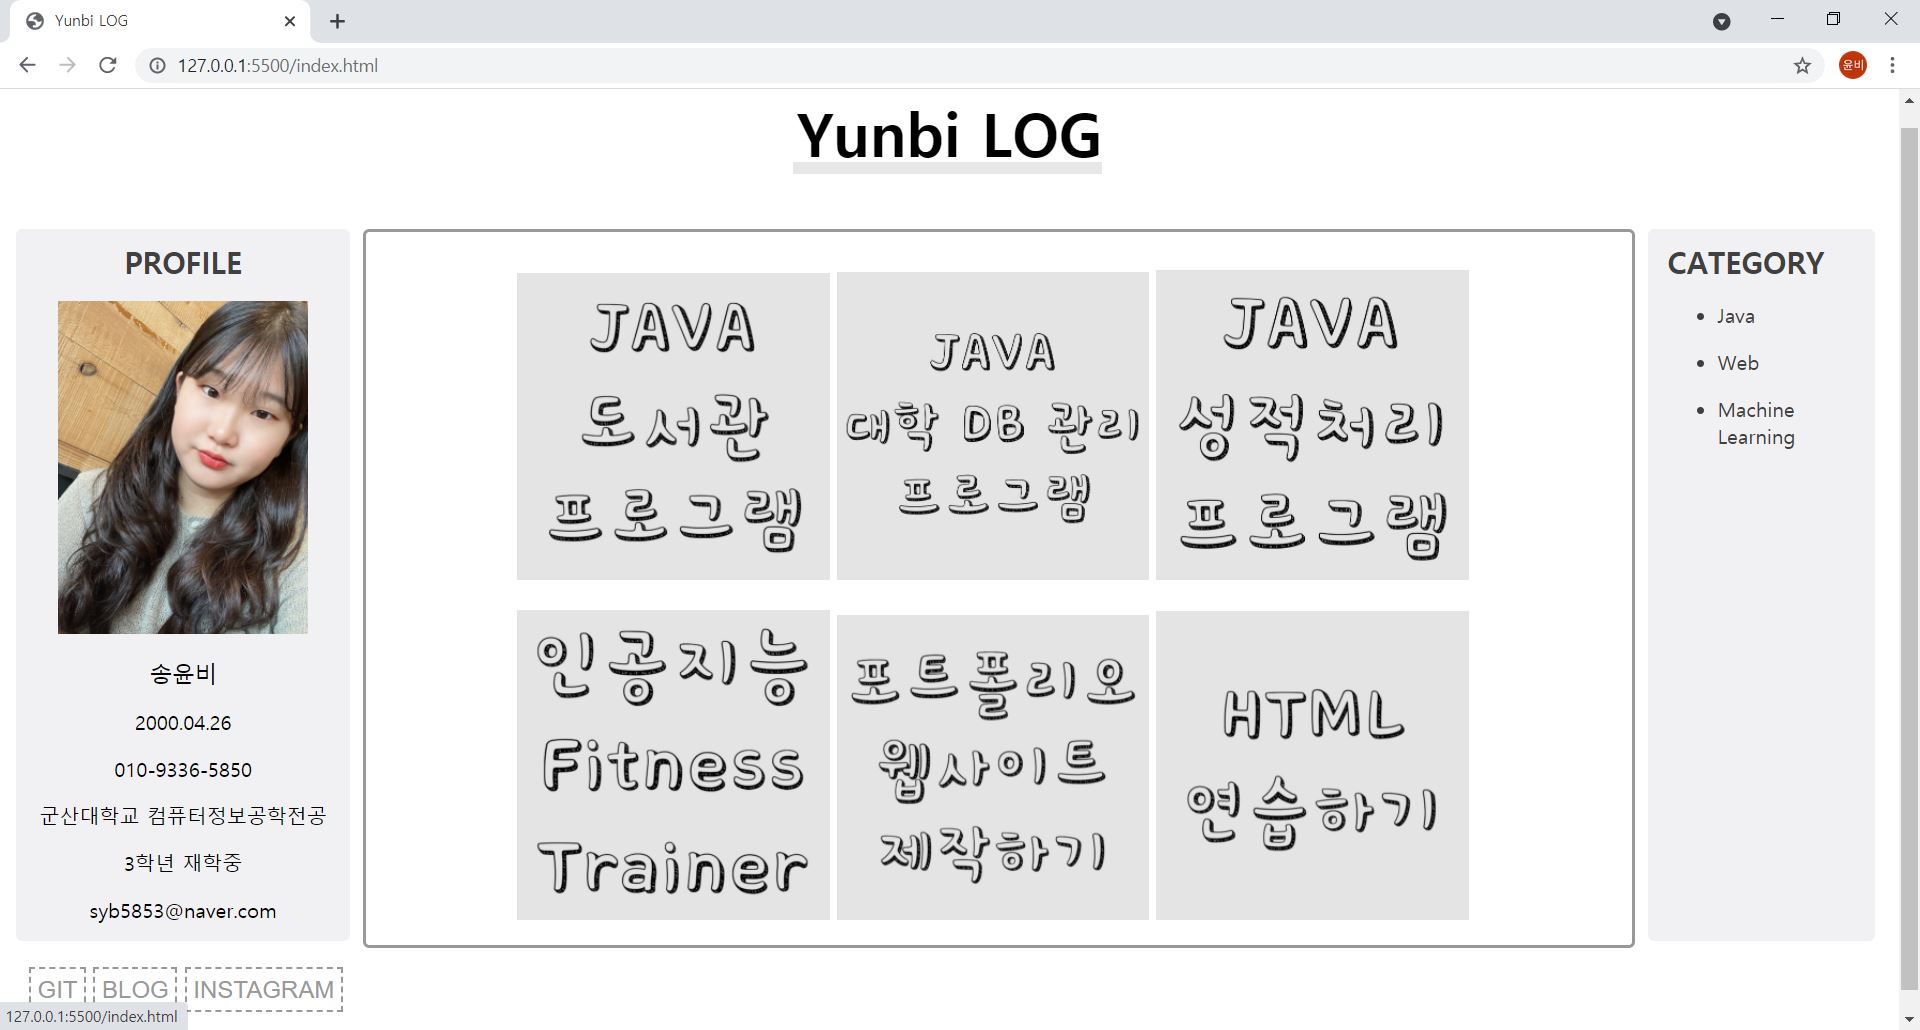 Yunbi LOG
127.0.0.1:5500/index.html
윤비
Yunbi LOG
PROFILE
송윤비
2000.04.26
010-9336-5850
군산대학교 컴퓨터정보공학전공
3학년 재학중
syb5853@naver.com
JAVA
도서관
프로그램
JAVA
대학 DB 관리
프로그램
JAVA
성적처리
프로그램
인공지능
Fitness
Trainer
포트폴리오
웹사이트
제작하기
HTML
연습하기
CATEGORY
Java
Web
Machine
Learning
GIT BLOG INSTAGRAM
127.0.0.1:5500/index.html